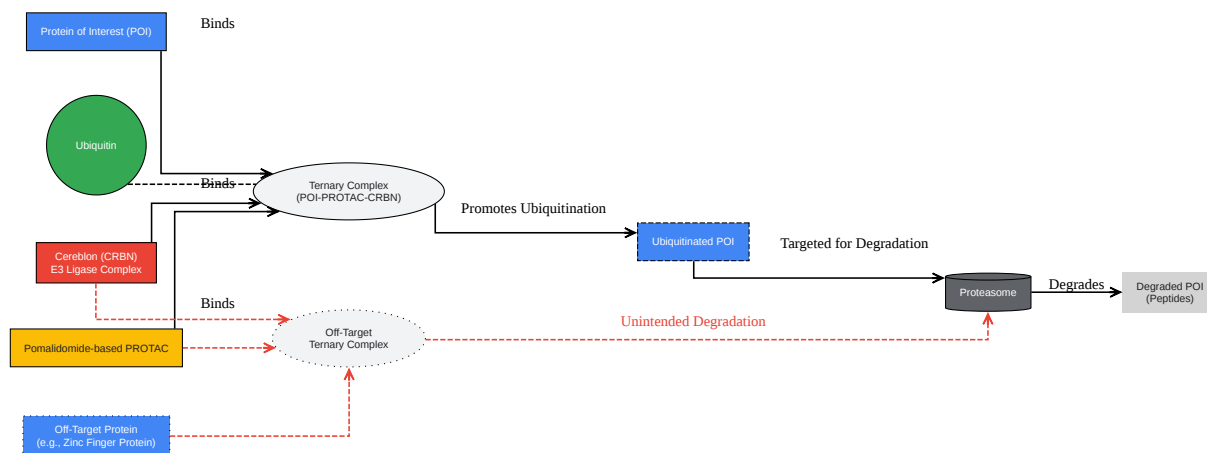 Protein of Interest (POI)
Binds
Ubiquitin
Binds
Ternary Complex
(POI-PROTAC-CRBN)
Promotes Ubiquitination
Ubiquitinated POI
Targeted for Degradation
Cereblon (CRBN)
E3 Ligase Complex
Proteasome
Degrades
Degraded POI
(Peptides)
Binds
Pomalidomide-based PROTAC
Off-Target
Ternary Complex
Unintended Degradation
Off-Target Protein
(e.g., Zinc Finger Protein)